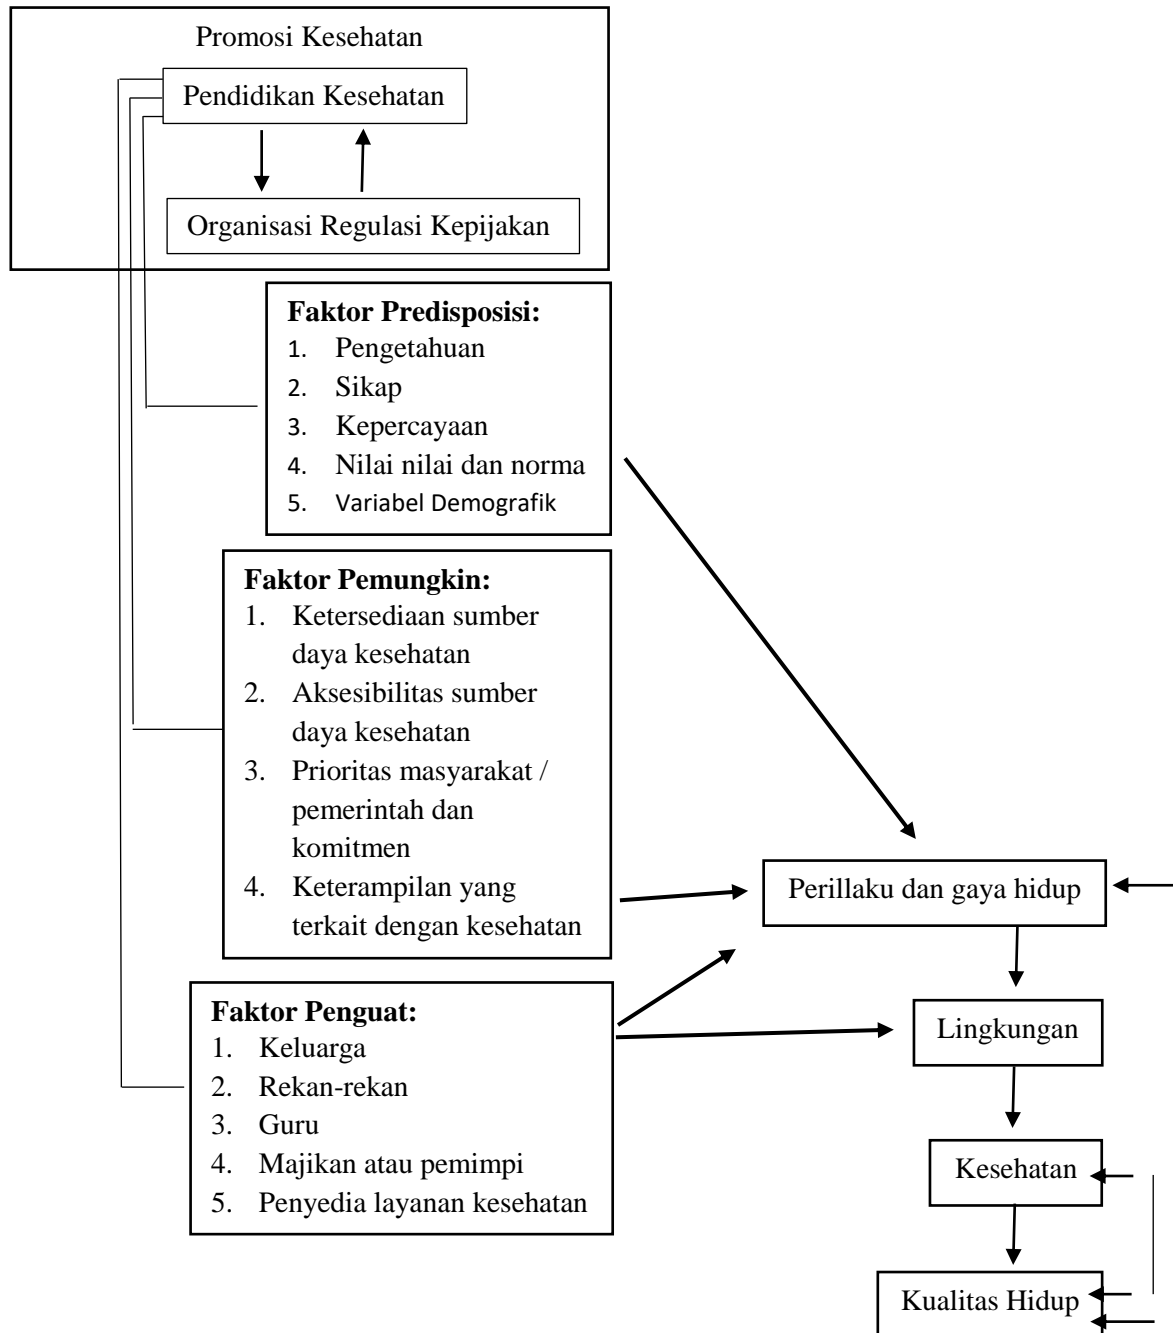 Promosi Kesehatan
Pendidikan Kesehatan
Organisasi Regulasi Kepijakan
Faktor Predisposisi:
1. Pengetahuan
2. Sikap
3. Kepercayaan
4. Nilai nilai dan norma
5. Variabel Demografik
Faktor Pemungkin:
1. Ketersediaan sumber
daya kesehatan
2. Aksesibilitas sumber
daya kesehatan
3. Prioritas masyarakat /
pemerintah dan
komitmen
4. Keterampilan yang
terkait dengan kesehatan
Perillaku dan gaya hidup
Faktor Penguat:
1. Keluarga
2. Rekan-rekan
3. Guru
4. Majikan atau pemimpi
5. Penyedia layanan kesehatan
Lingkungan
Kesehatan
Kualitas Hidup